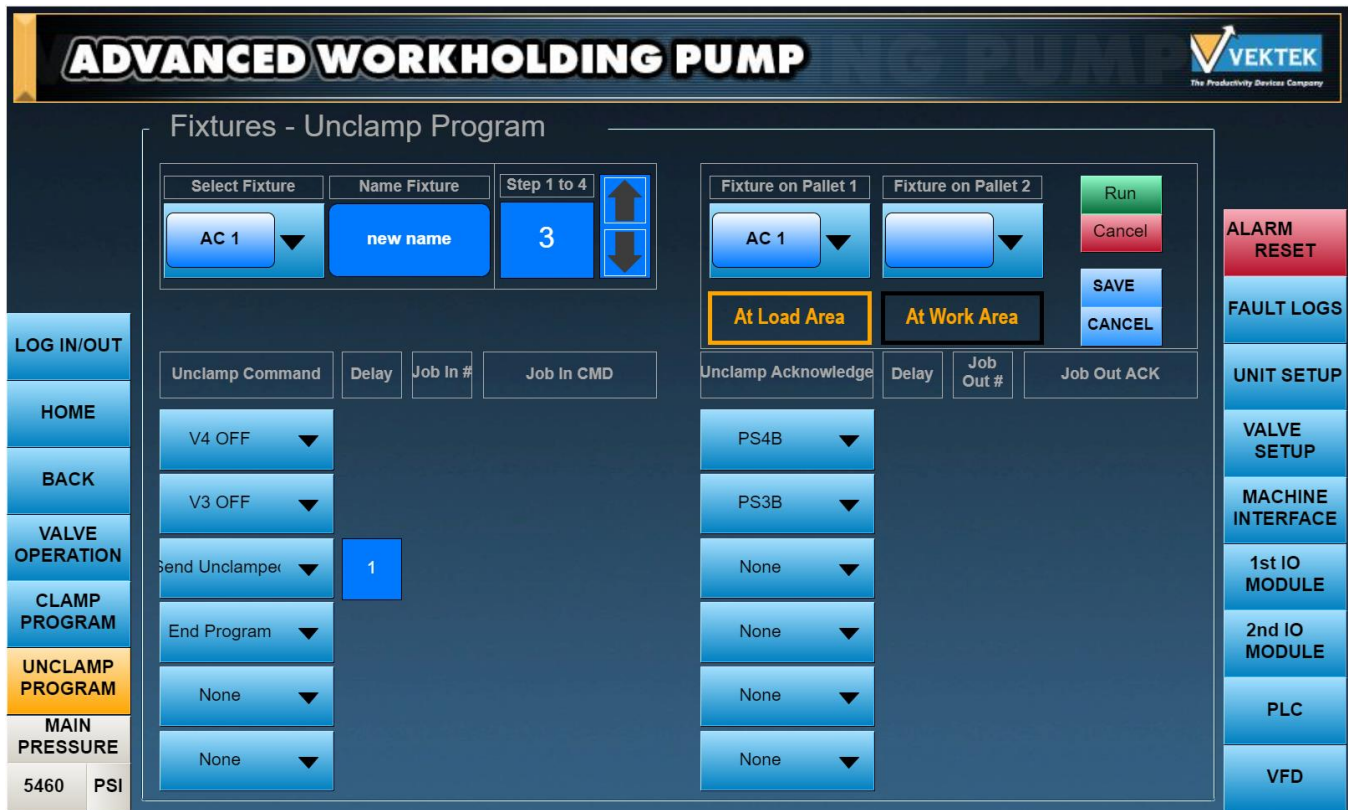 ADVANCED WORKHOLDING PUMP
VEKTEK
The Productivity Devices Company
Fixtures - Unclamp Program
Select Fixture
Name Fixture
Step 1 to 4
AC 1
new name
3
Fixture on Pallet 1
Fixture on Pallet 2
AC 1
Run
Cancel
SAVE
CANCEL
At Load Area
At Work Area
LOG IN/OUT
HOME
BACK
VALVE
OPERATION
CLAMP
PROGRAM
UNCLAMP
PROGRAM
MAIN
PRESSURE
5460 PSI
Unclamp Command
Delay
Job In #
Job In CMD
Unclamp Acknowledge
Delay
Job
Out #
Job Out ACK
V4 OFF
PS4B
V3 OFF
PS3B
Send Unclamped
1
None
End Program
None
None
None
None
None
ALARM
RESET
FAULT LOGS
UNIT SETUP
VALVE
SETUP
MACHINE
INTERFACE
1st IO
MODULE
2nd IO
MODULE
PLC
VFD